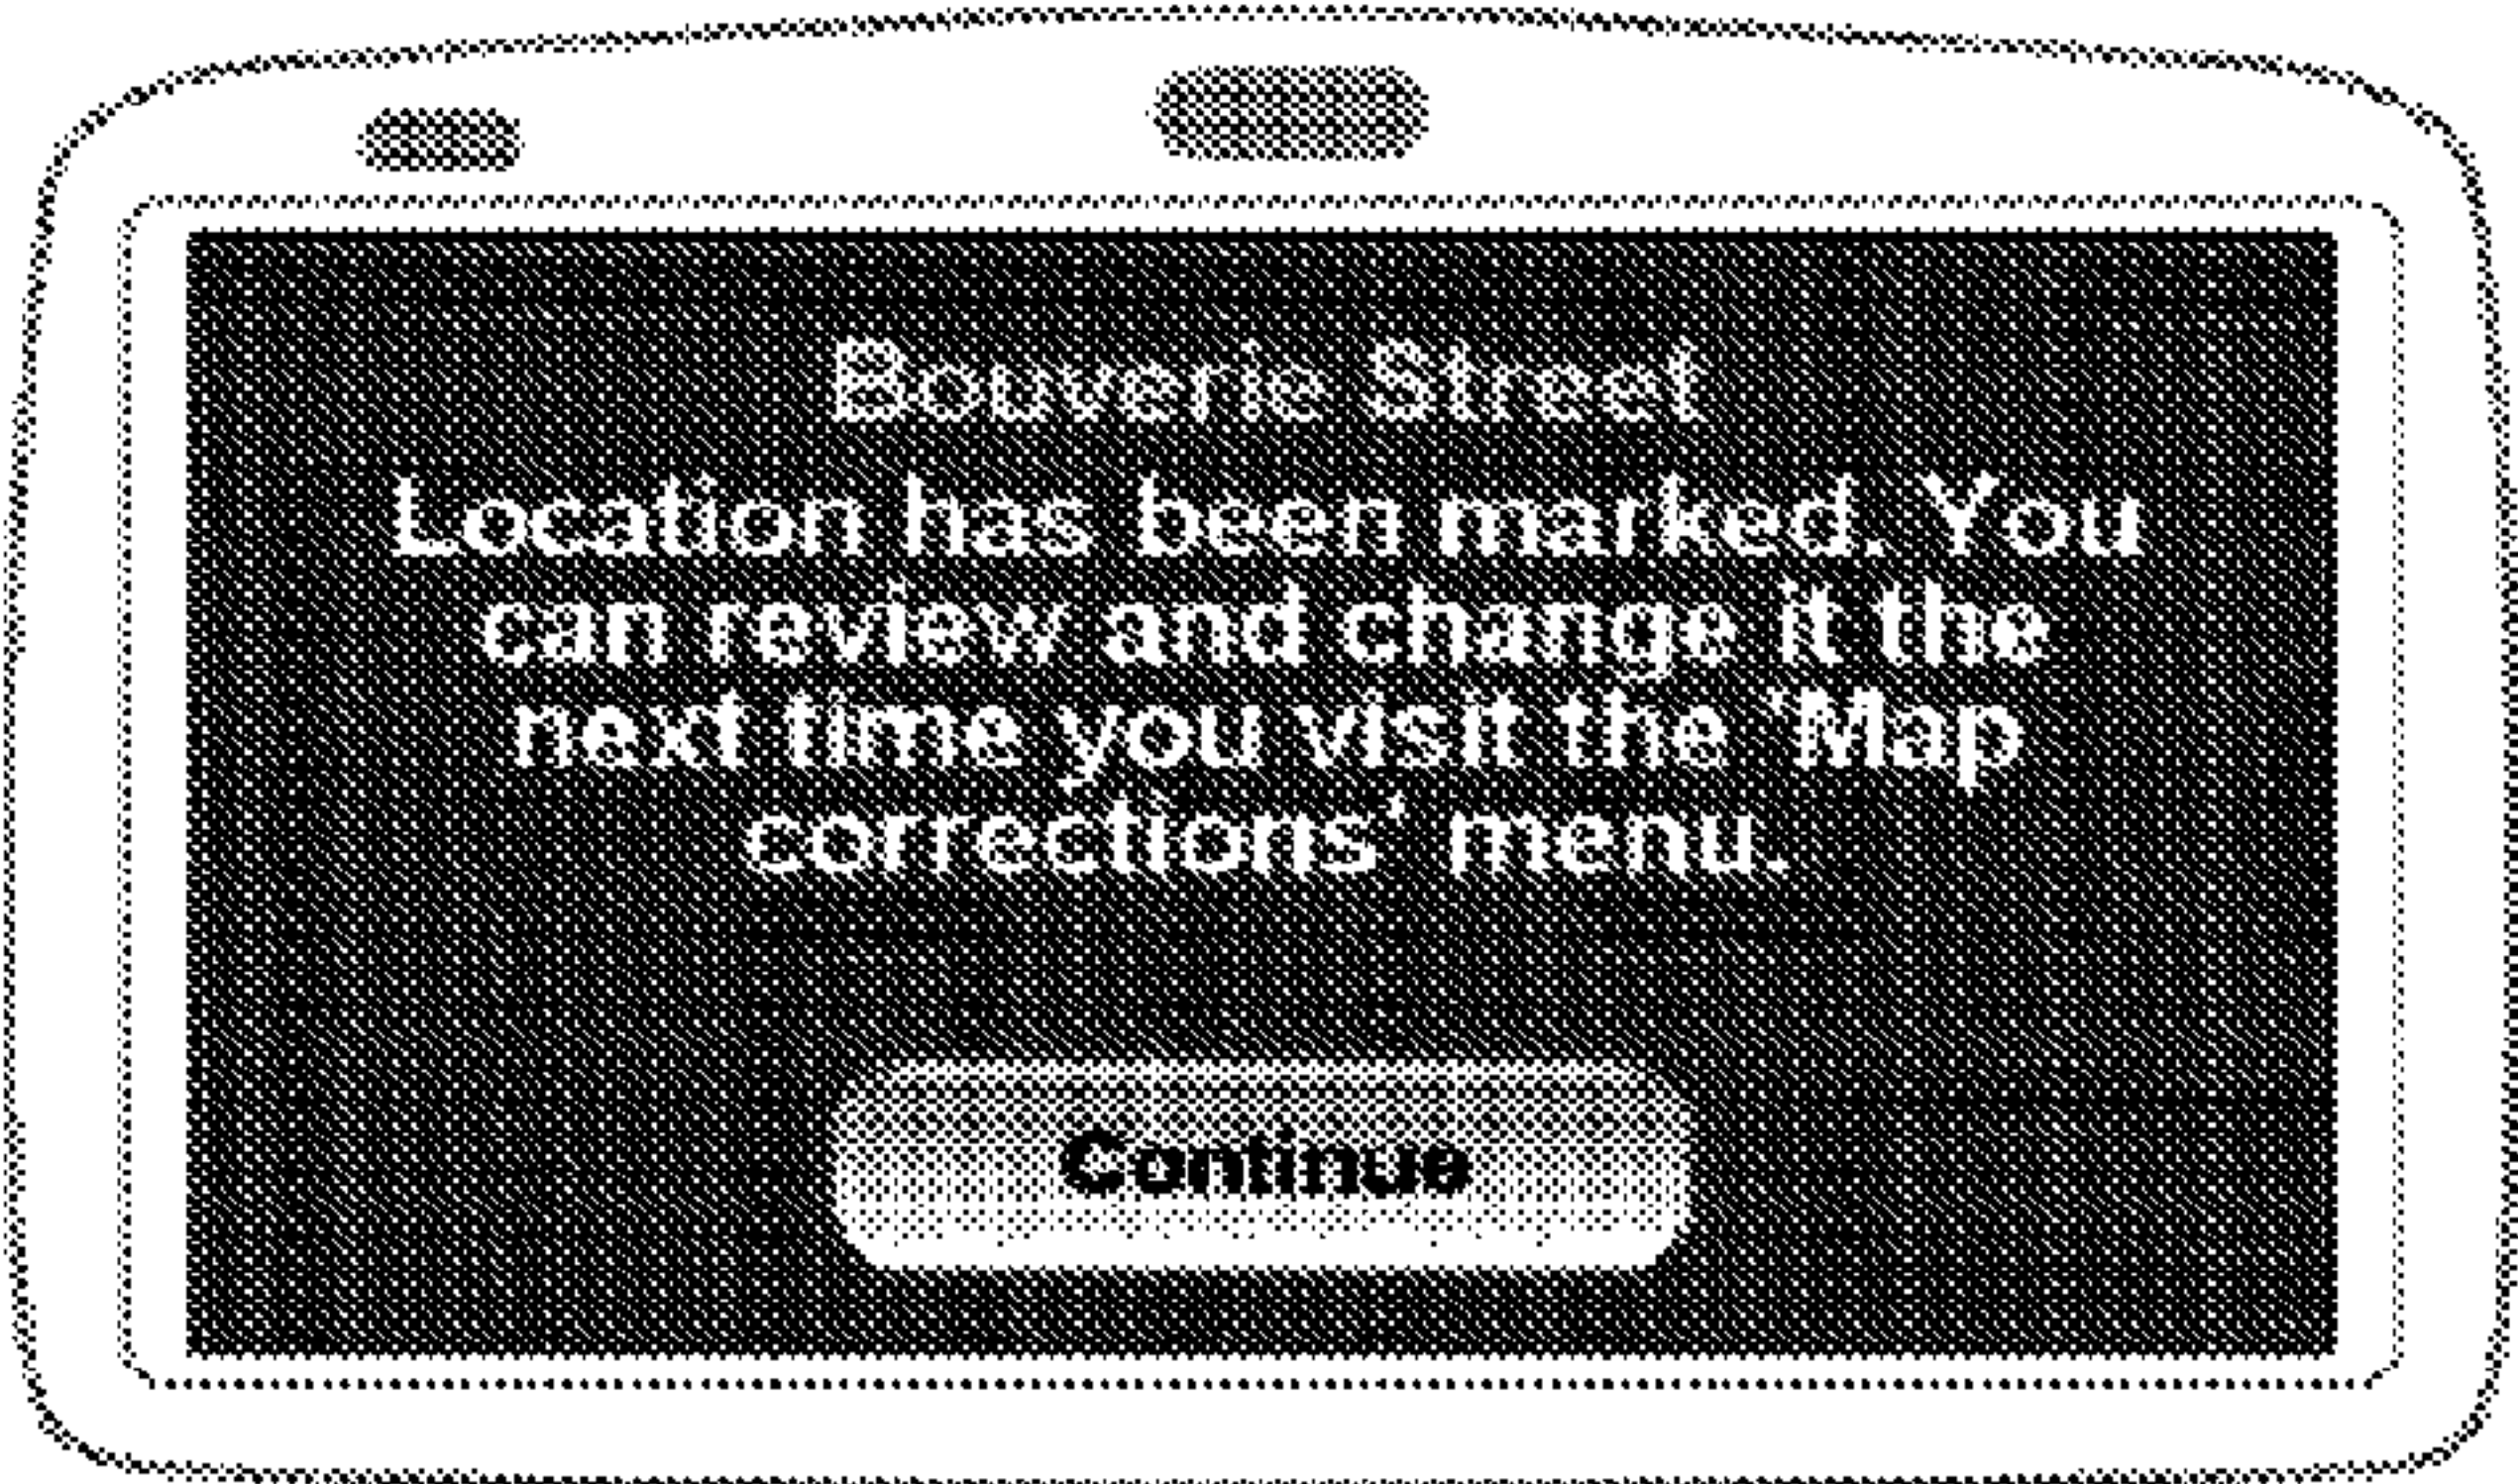 Bouverie Street
Location has been marked. You
can review and change it the
next time you visit the 'Map
corrections' menu.
Continue